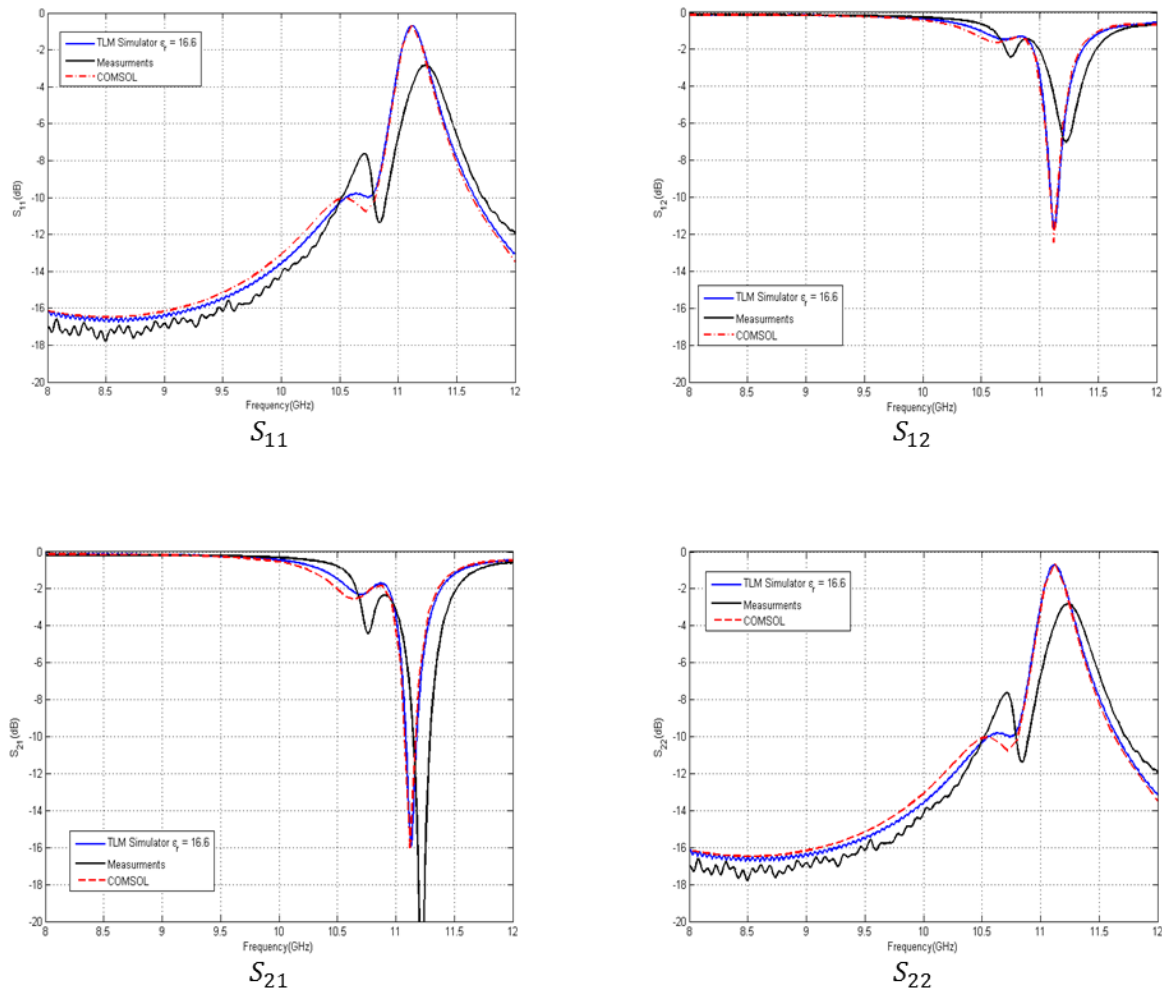 0
-2
-4
-6
-8
-10
-12
-14
-16
-18
-20
S11(dB)
TLM Simulator εr = 16.6
Measurments
COMSOL
8 8.5 9 9.5 10 10.5 11 11.5 12
Frequency(GHz)
S11
0
-2
-4
-6
-8
-10
-12
-14
-16
-18
-20
S12(dB)
TLM Simulator εr = 16.6
Measurments
COMSOL
8 8.5 9 9.5 10 10.5 11 11.5 12
Frequency(GHz)
S12
0
-2
-4
-6
-8
-10
-12
-14
-16
-18
-20
S21(dB)
TLM Simulator εr = 16.6
Measurments
COMSOL
8 8.5 9 9.5 10 10.5 11 11.5 12
Frequency(GHz)
S21
0
-2
-4
-6
-8
-10
-12
-14
-16
-18
-20
S22(dB)
TLM Simulator εr = 16.6
Measurments
COMSOL
8 8.5 9 9.5 10 10.5 11 11.5 12
Frequency(GHz)
S22